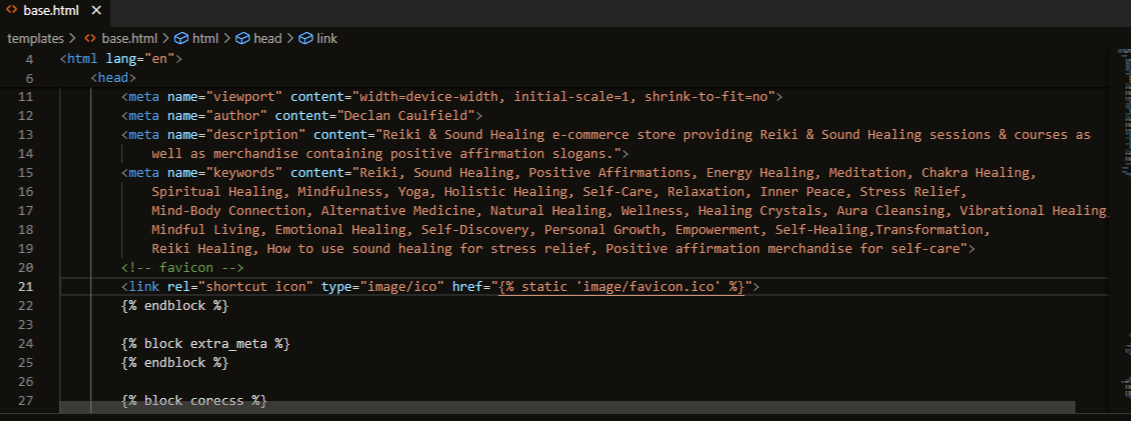 base.html
templates > base.html > html > head > link
4 <html lang="en">
6 <head>
11 <meta name="viewport" content="width=device-width, initial-scale=1, shrink-to-fit=no">
12 <meta name="author" content="Declan Caulfield">
13 <meta name="description" content="Reiki & Sound Healing e-commerce store providing Reiki & Sound Healing sessions & courses as
14 well as merchandise containing positive affirmation slogans.">
15 <meta name="keywords" content="Reiki, Sound Healing, Positive Affirmations, Energy Healing, Meditation, Chakra Healing,
16 Spiritual Healing, Mindfulness, Yoga, Holistic Healing, Self-Care, Relaxation, Inner Peace, Stress Relief,
17 Mind-Body Connection, Alternative Medicine, Natural Healing, Wellness, Healing Crystals, Aura Cleansing, Vibrational Healing
18 Mindful Living, Emotional Healing, Self-Discovery, Personal Growth, Empowerment, Self-Healing,Transformation,
19 Reiki Healing, How to use sound healing for stress relief, Positive affirmation merchandise for self-care">
20 <!-- favicon -->
21 <link rel="shortcut icon" type="image/ico" href="{% static 'image/favicon.ico' %}">
22 {% endblock %}
23
24 {% block extra_meta %}
25 {% endblock %}
26
27 {% block corecss %}